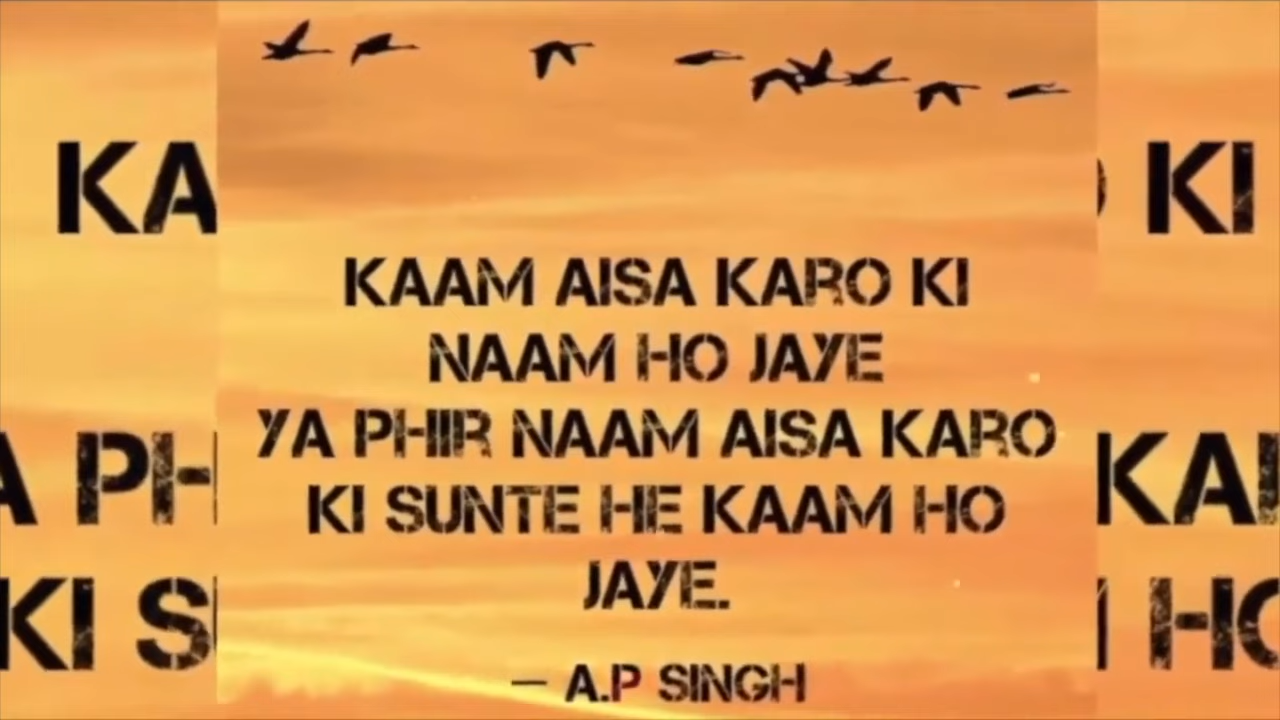 KAAM AISA KARO KI
NAAM HO JAYE
YA PHIR NAAM AISA KARO
KI SUNTE HE KAAM HO
JAYE.
— A.P SINGH